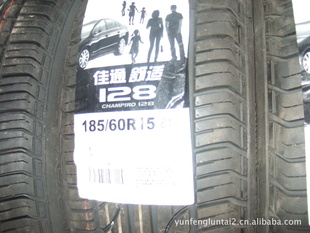 佳通 舒适
128
CHAMPIRO 128
185/60R15
yunfengluntai2.cn.alibaba.com